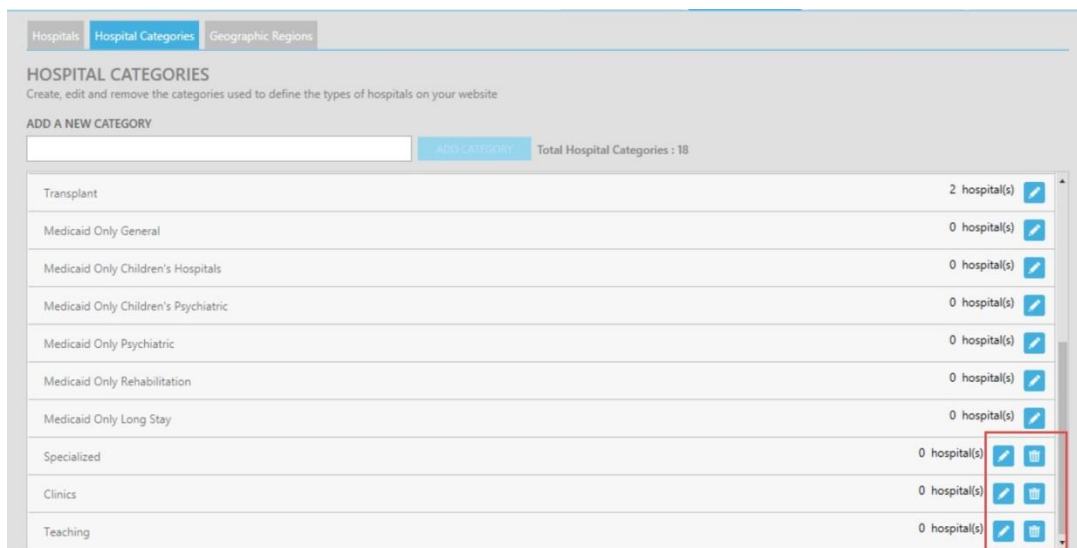 Hospitals Hospital Categories Geographic Regions
HOSPITAL CATEGORIES
Create, edit and remove the categories used to define the types of hospitals on your website
ADD A NEW CATEGORY
ADD CATEGORY Total Hospital Categories : 18
Transplant 2 hospital(s)
Medicaid Only General 0 hospital(s)
Medicaid Only Children's Hospitals 0 hospital(s)
Medicaid Only Children's Psychiatric 0 hospital(s)
Medicaid Only Psychiatric 0 hospital(s)
Medicaid Only Rehabilitation 0 hospital(s)
Medicaid Only Long Stay 0 hospital(s)
Specialized 0 hospital(s)
Clinics 0 hospital(s)
Teaching 0 hospital(s)